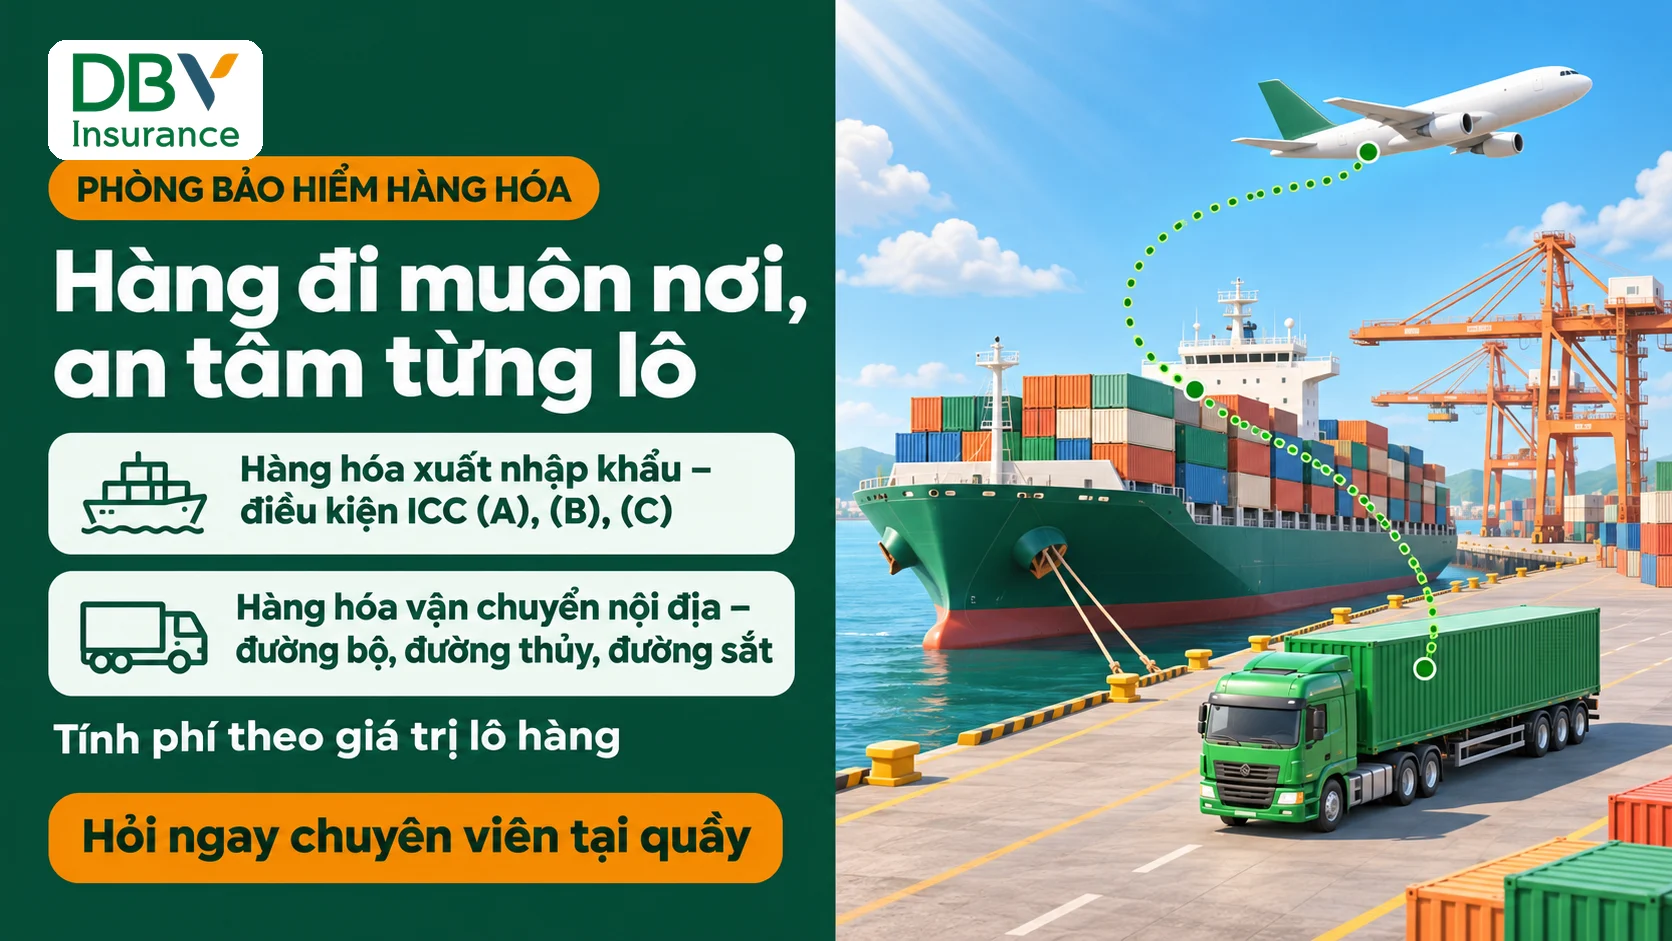 DBV
Insurance
PHÒNG BẢO HIỂM HÀNG HÓA
Hàng đi muôn nơi,
an tâm từng lô
Hàng hóa xuất nhập khẩu –
điều kiện ICC (A), (B), (C)
Hàng hóa vận chuyển nội địa –
đường bộ, đường thủy, đường sắt
Tính phí theo giá trị lô hàng
Hỏi ngay chuyên viên tại quầy